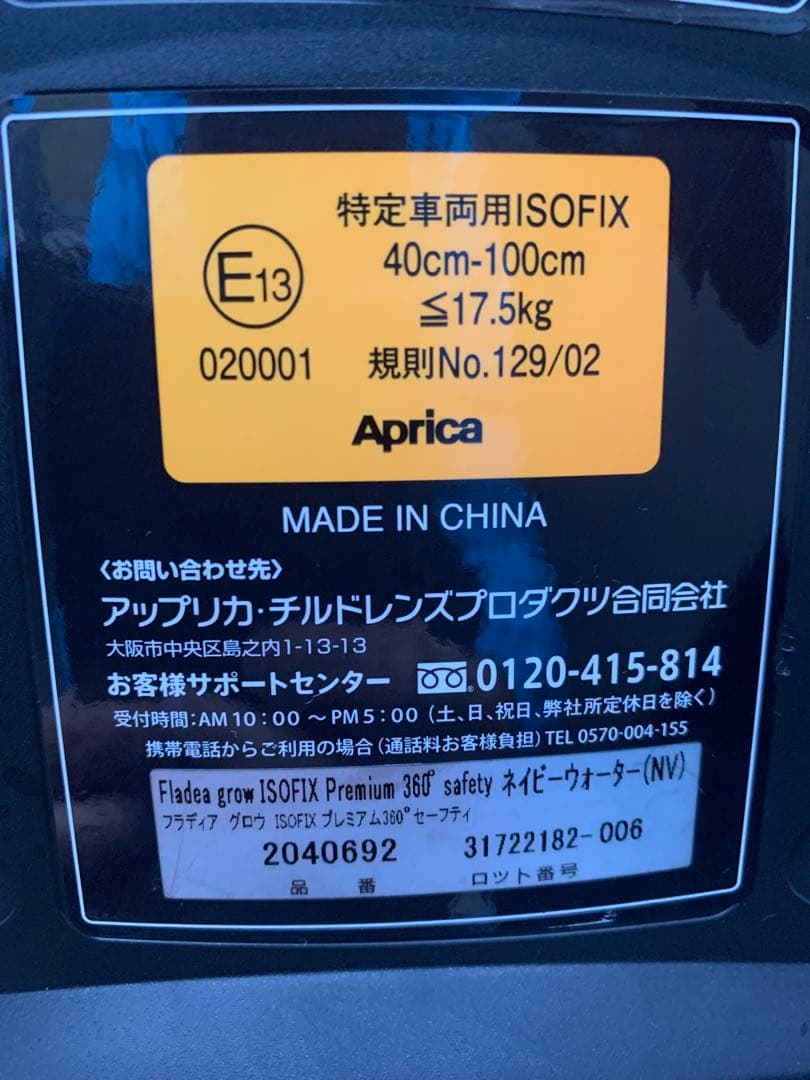 特定車両用ISOFIX
40cm-100cm
≦17.5kg
E13
020001
規則No.129/02
Aprica
MADE IN CHINA
〈お問い合わせ先〉
アップリカ・チルドレンズプロダクツ合同会社
大阪市中央区島之内1-13-13
お客様サポートセンター 0120-415-814
受付時間：AM10：00 ～PM5：00（土、日、祝日、弊社所定休日を除く）
携帯電話からご利用の場合（通話料お客様負担）TEL 0570-004-155
Fladea grow ISOFIX Premium 360° safety ネイビーウォーター(NV)
フラディア グロウ ISOFIX プレミアム360°セーフティ
2040692 31722182-006
品 番 ロット番号